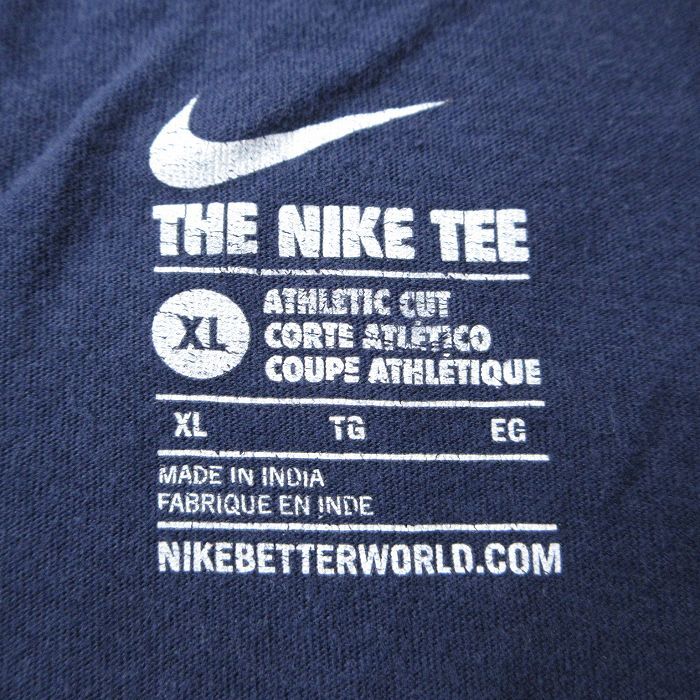 THE NIKE TEE
XL
ATHLETIC CUT
CORTE ATLÉTICO
COUPE ATHLÉTIQUE
XL TG EG
MADE IN INDIA
FABRIQUE EN INDE
NIKEBETTERWORLD.COM